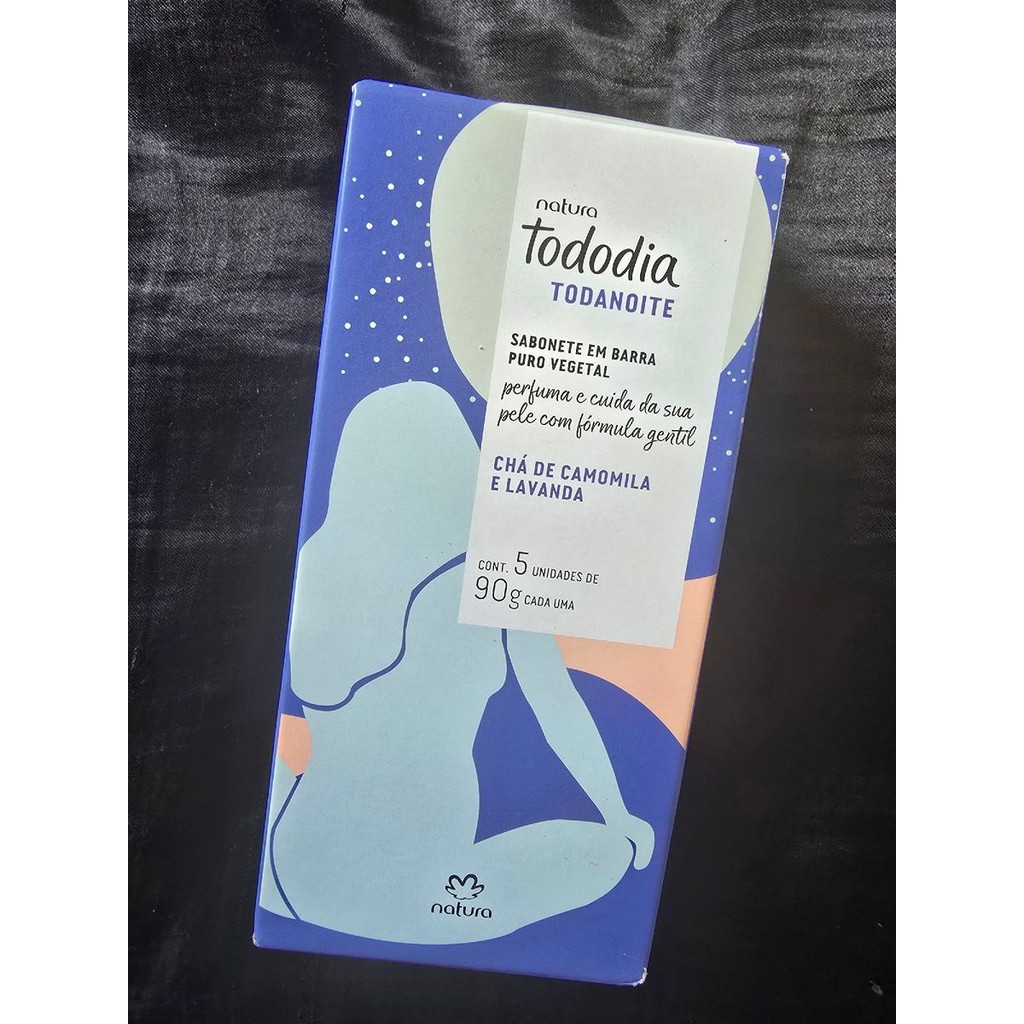 natura
tododia
TODANOITE
SABONETE EM BARRA
PURO VEGETAL
perfuma e cuida da sua
pele com fórmula gentil
CHÁ DE CAMOMILA
E LAVANDA
CONT. 5 UNIDADES DE
90g CADA UMA
natura